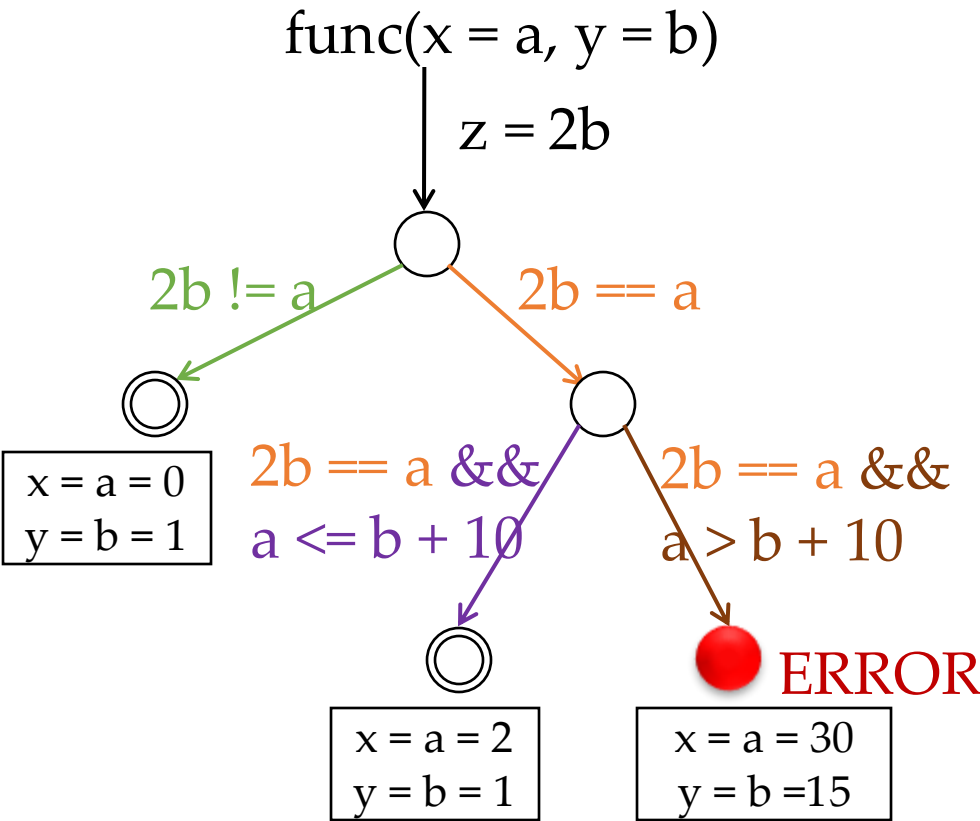 func(x = a, y = b)
z = 2b
2b != a
2b == a
x = a = 0
y = b = 1
2b == a &&
a <= b + 10
2b == a &&
a > b + 10
ERROR
x = a = 2
y = b = 1
x = a = 30
y = b =15